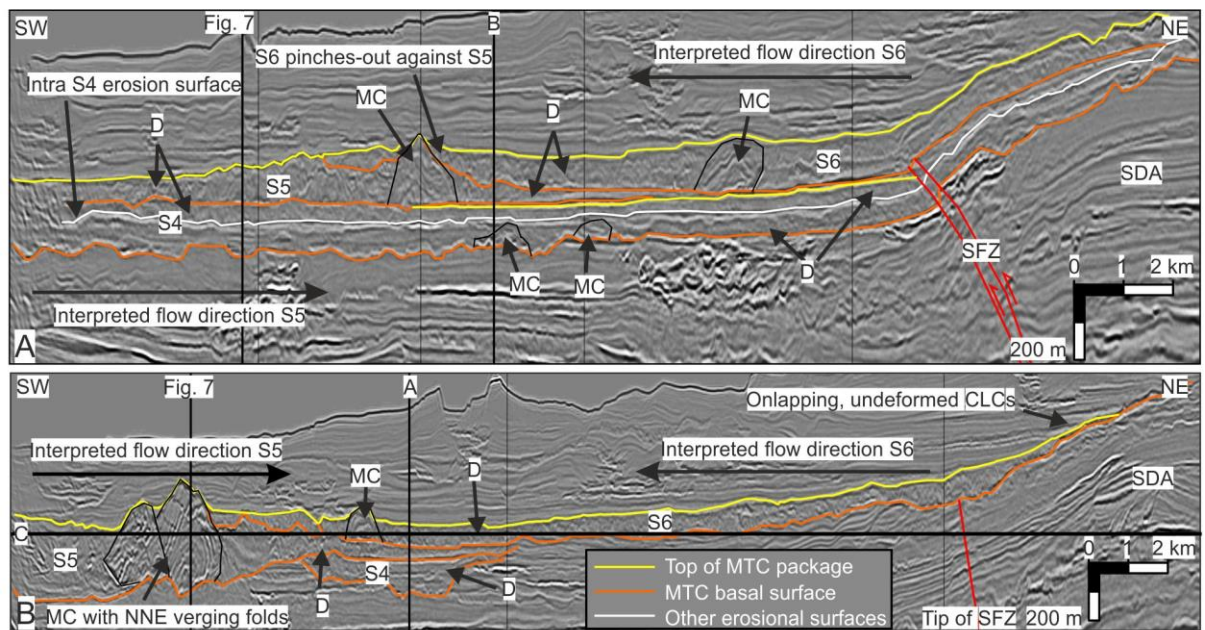 SW
Fig. 7
B
NE
S6 pinches-out against S5
Interpreted flow direction S6
Intra S4 erosion surface
MC
MC
D
D
S6
S5
SDA
S4
SFZ
D
MC
MC
0 1 2 km
Interpreted flow direction S5
A
200 m
SW
Fig. 7
A
NE
Onlapping, undeformed CLCs
Interpreted flow direction S5
Interpreted flow direction S6
MC
D
SDA
S6
C
S5
S4
D
D
0 1 2 km
Top of MTC package
MTC basal surface
Other erosional surfaces
B
MC with NNE verging folds
Tip of SFZ
200 m